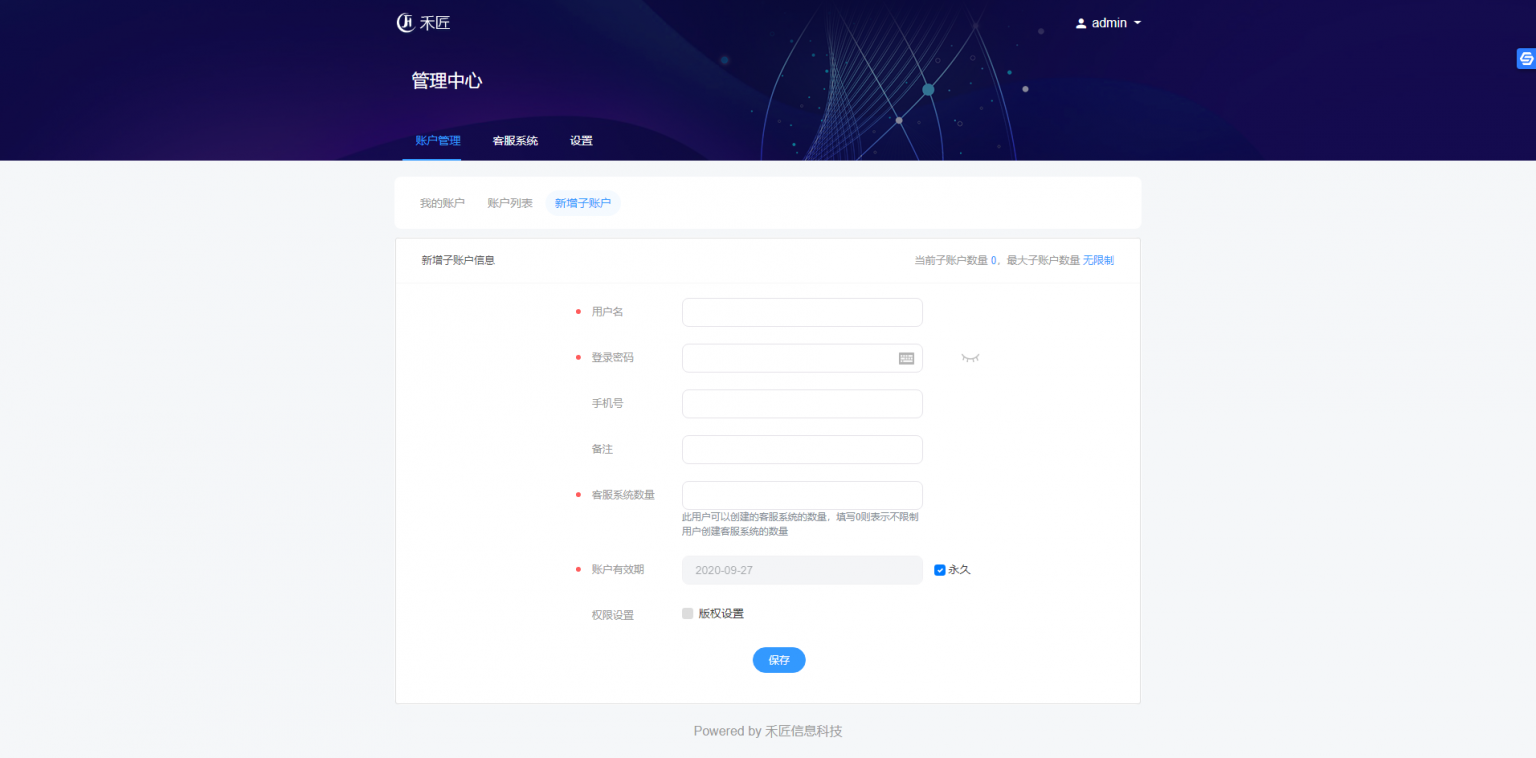 禾匠
admin
管理中心
账户管理 客服系统 设置
我的账户 账户列表 新增子账户
新增子账户信息 当前子账户数量 0，最大子账户数量 无限制
用户名
登录密码
手机号
备注
客服系统数量
此用户可以创建的客服系统的数量，填写0则表示不限制
用户创建客服系统的数量
账户有效期 2020-09-27 永久
权限设置 版权设置
保存
Powered by 禾匠信息科技